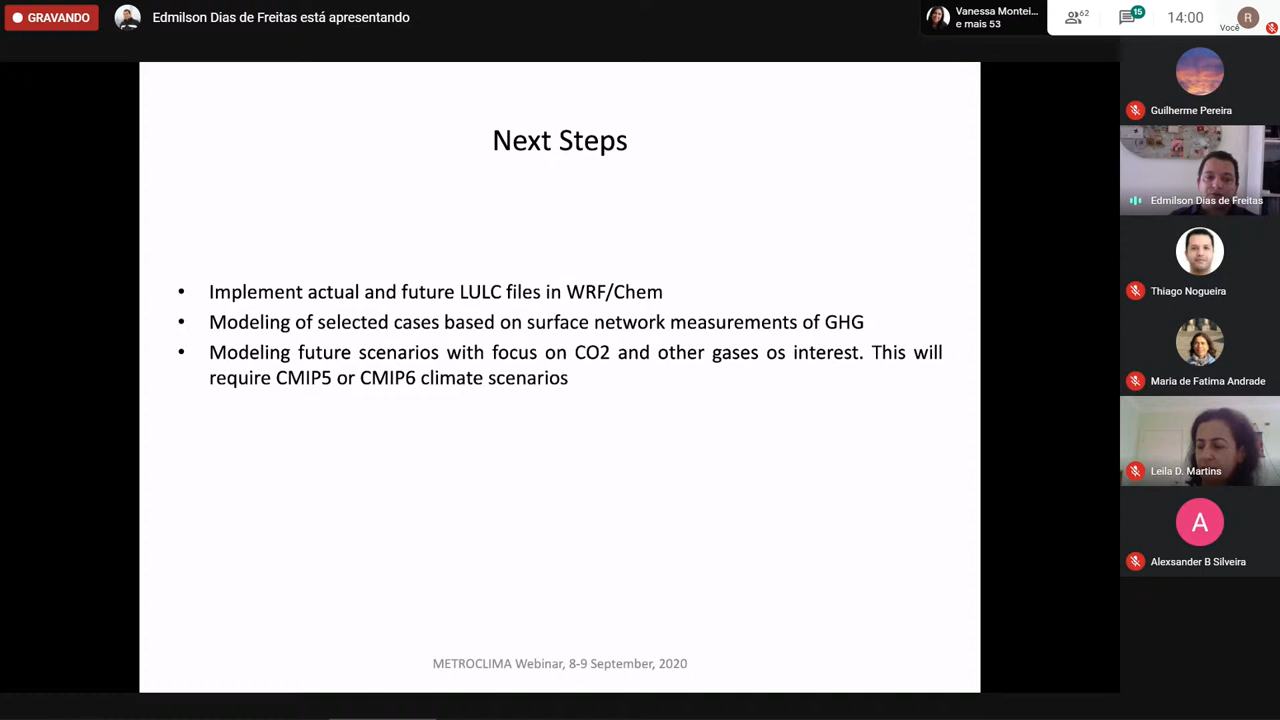 GRAVANDO
Edmilson Dias de Freitas está apresentando
Vanessa Montei...
e mais 53
62
15
14:00
Você
R
Guilherme Pereira
Edmilson Dias de Freitas
Thiago Nogueira
Maria de Fatima Andrade
Leila D. Martins
A
Alexsander B Silveira
Next Steps
• Implement actual and future LULC files in WRF/Chem
• Modeling of selected cases based on surface network measurements of GHG
• Modeling future scenarios with focus on CO2 and other gases os interest. This will
require CMIP5 or CMIP6 climate scenarios
METROCLIMA Webinar, 8-9 September, 2020